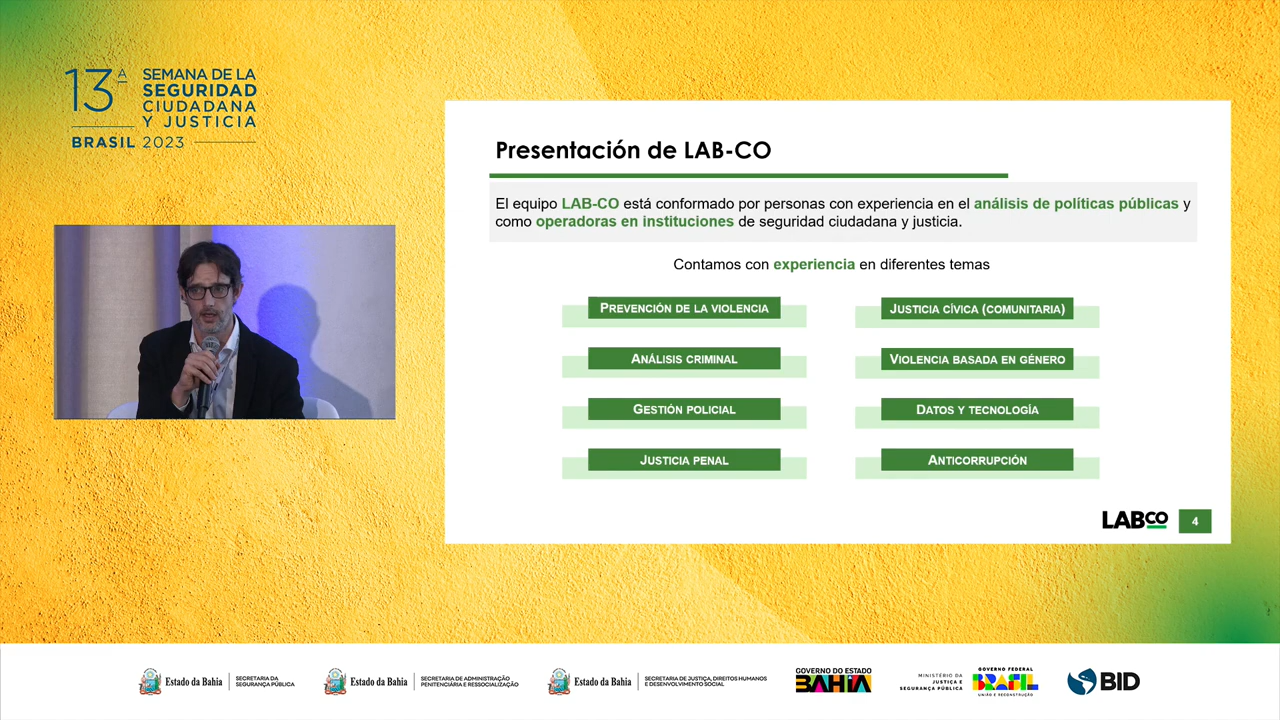 13ª SEMANA DE LA
SEGURIDAD
CIUDADANA
Y JUSTICIA
BRASIL 2023
Presentación de LAB-CO
El equipo LAB-CO está conformado por personas con experiencia en el análisis de políticas públicas y
como operadoras en instituciones de seguridad ciudadana y justicia.
Contamos con experiencia en diferentes temas
PREVENCIÓN DE LA VIOLENCIA
JUSTICIA CÍVICA (COMUNITARIA)
ANÁLISIS CRIMINAL
VIOLENCIA BASADA EN GÉNERO
GESTIÓN POLICIAL
DATOS Y TECNOLOGÍA
JUSTICIA PENAL
ANTICORRUPCIÓN
LABCO
4
Estado da Bahia
SECRETARIA DA
SEGURANÇA PÚBLICA
Estado da Bahia
SECRETARIA DE ADMINISTRAÇÃO
PENITENCIÁRIA E RESSOCIALIZAÇÃO
Estado da Bahia
SECRETARIA DE JUSTIÇA, DIREITOS HUMANOS
E DESENVOLVIMENTO SOCIAL
GOVERNO DO ESTADO
BAHIA
MINISTÉRIO DA
JUSTIÇA E
SEGURANÇA PÚBLICA
GOVERNO FEDERAL
BRASIL
UNIÃO E RECONSTRUÇÃO
BID